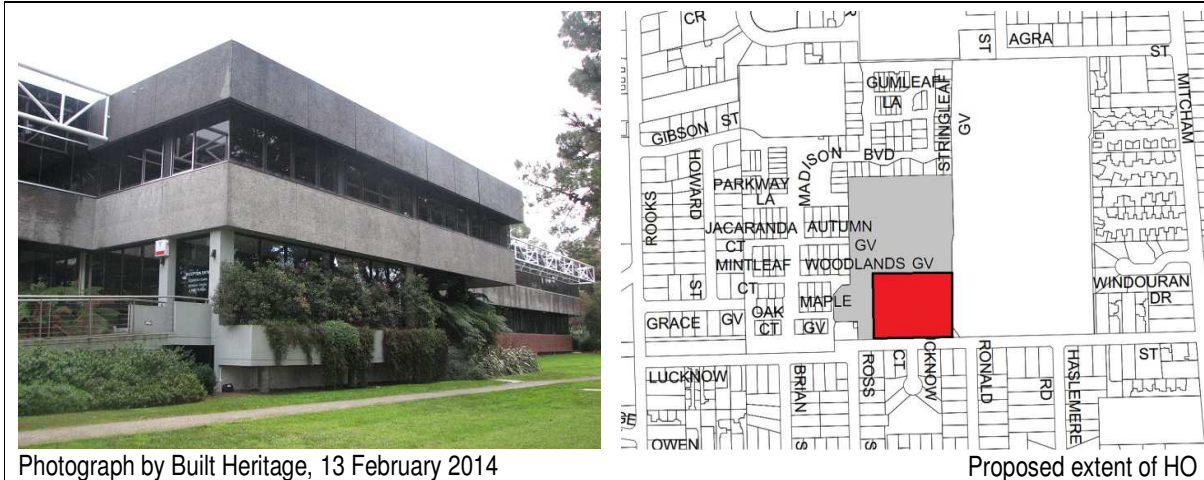 CR
AGRA
ST
ST
MITCHAM
GUMLEAF
LA
STRINGLEAF
GV
GIBSON ST
HOWARD
ST
MADISON
BVD
PARKWAY
LA
ROOKS
JACARANDA
CT
AUTUMN
GV
MINTLEAF
CT
WOODLANDS GV
WINDOURAN
DR
MAPLE
GV
OAK
CT
GRACE GV
LUCKNOW
BRIAN
S
ROSS
S
CT
CKNOW
RONALD
RD
HASLEMERE
ST
OWEN
Photograph by Built Heritage, 13 February 2014
Proposed extent of HO